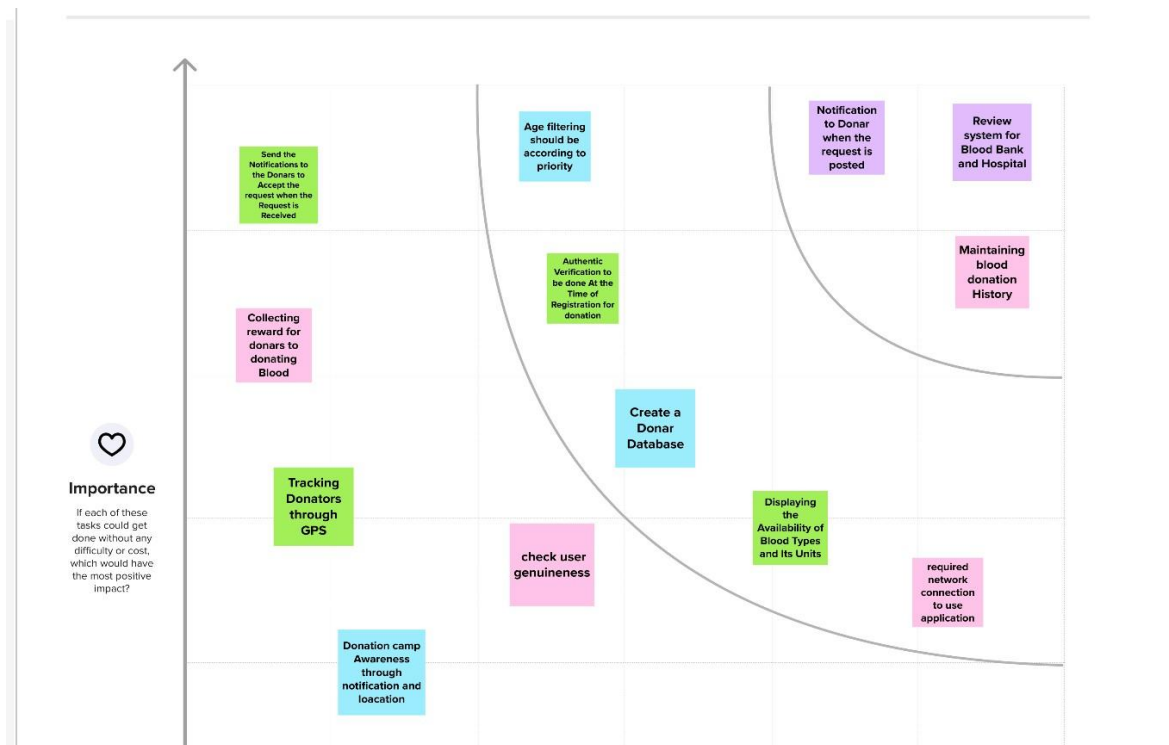 Send the
Notifications to
the Donars to
Accept the
request when the
Request is
Received
Age filtering
should be
according to
priority
Notification
to Donar
when the
request is
posted
Review
system for
Blood Bank
and Hospital
Authentic
Verification to
be done At the
Time of
Registration for
donation
Maintaining
blood
donation
History
Collecting
reward for
donars to
donating
Blood
Create a
Donar
Database
Importance
If each of these
tasks could get
done without any
difficulty or cost,
which would have
the most positive
impact?
Tracking
Donators
through
GPS
check user
genuineness
Displaying
the
Availability of
Blood Types
and Its Units
required
network
connection
to use
application
Donation camp
Awareness
through
notification and
loacation